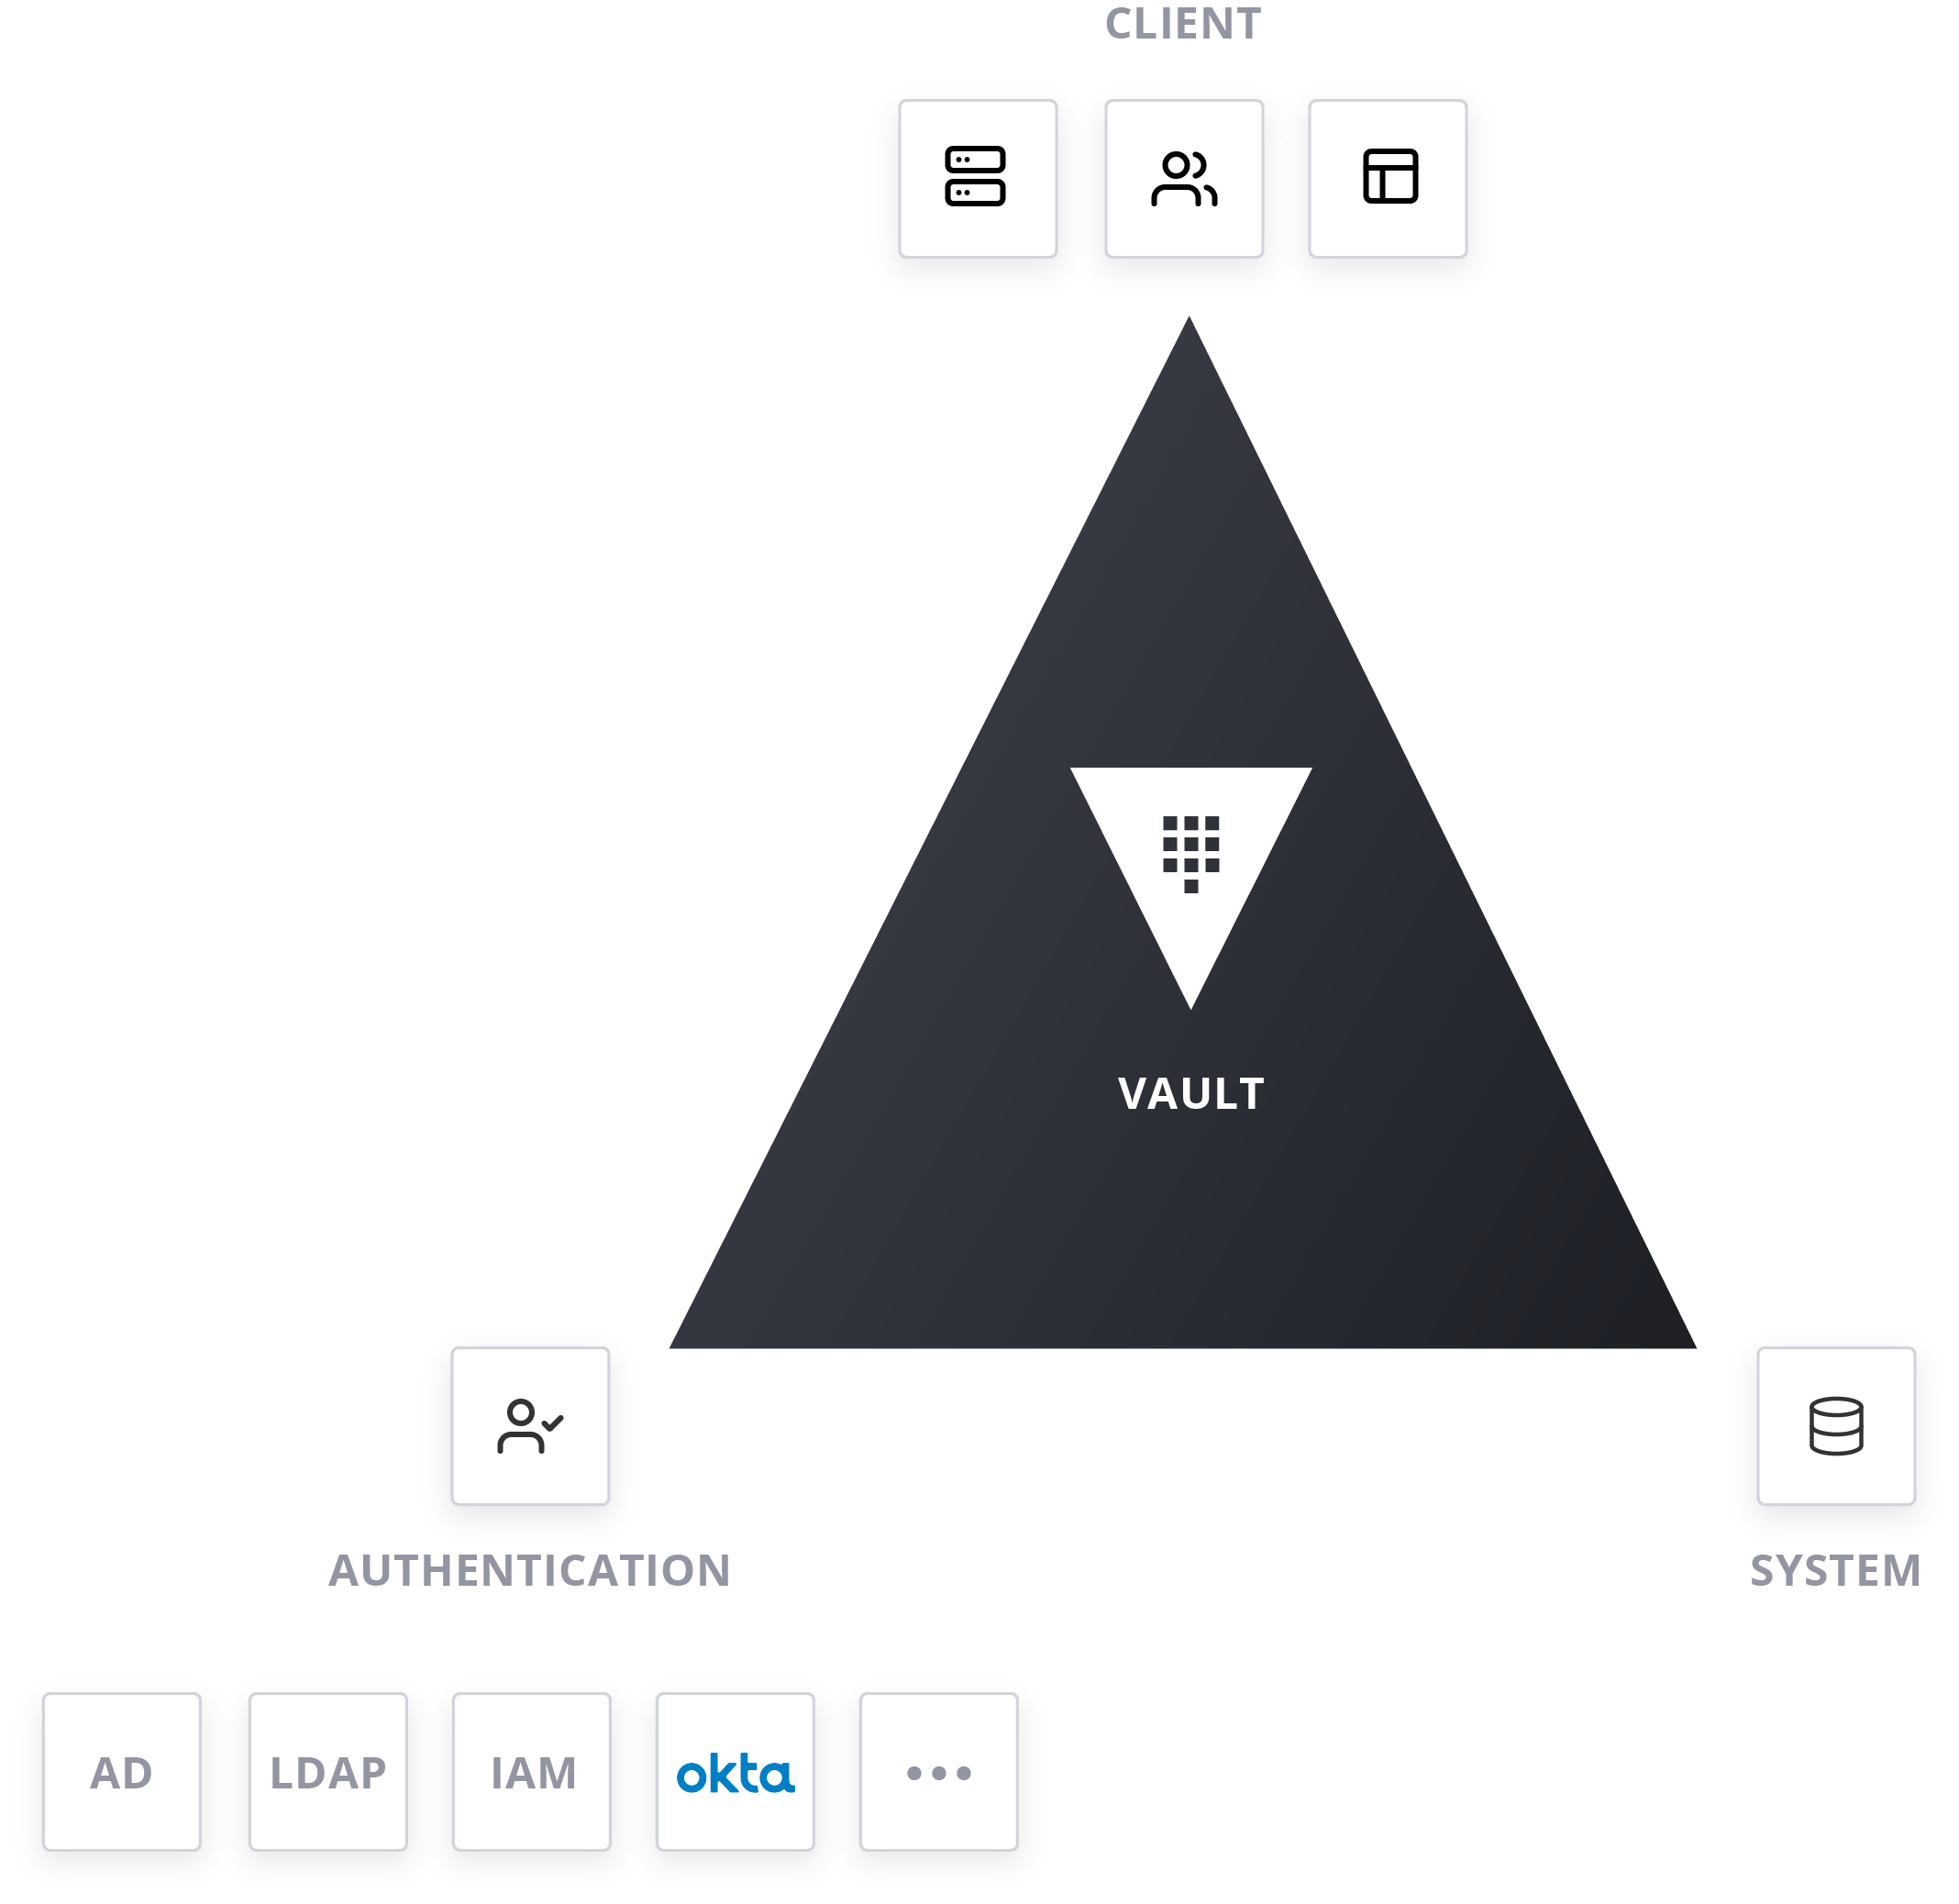 CLIENT
VAULT
AUTHENTICATION
SYSTEM
AD
LDAP
IAM
okta